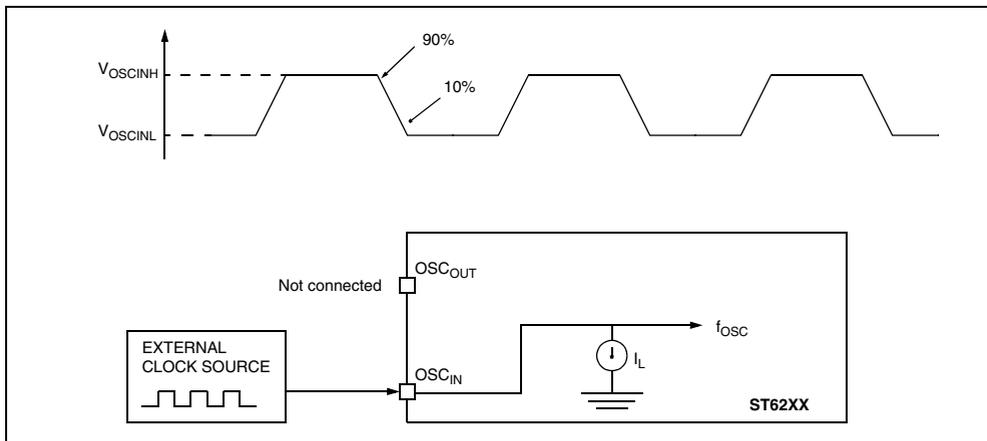 90%
V_OSCINH
10%
V_OSCINL
OSC_OUT
Not connected
f_OSC
EXTERNAL
CLOCK SOURCE
I_L
OSC_IN
ST62XX